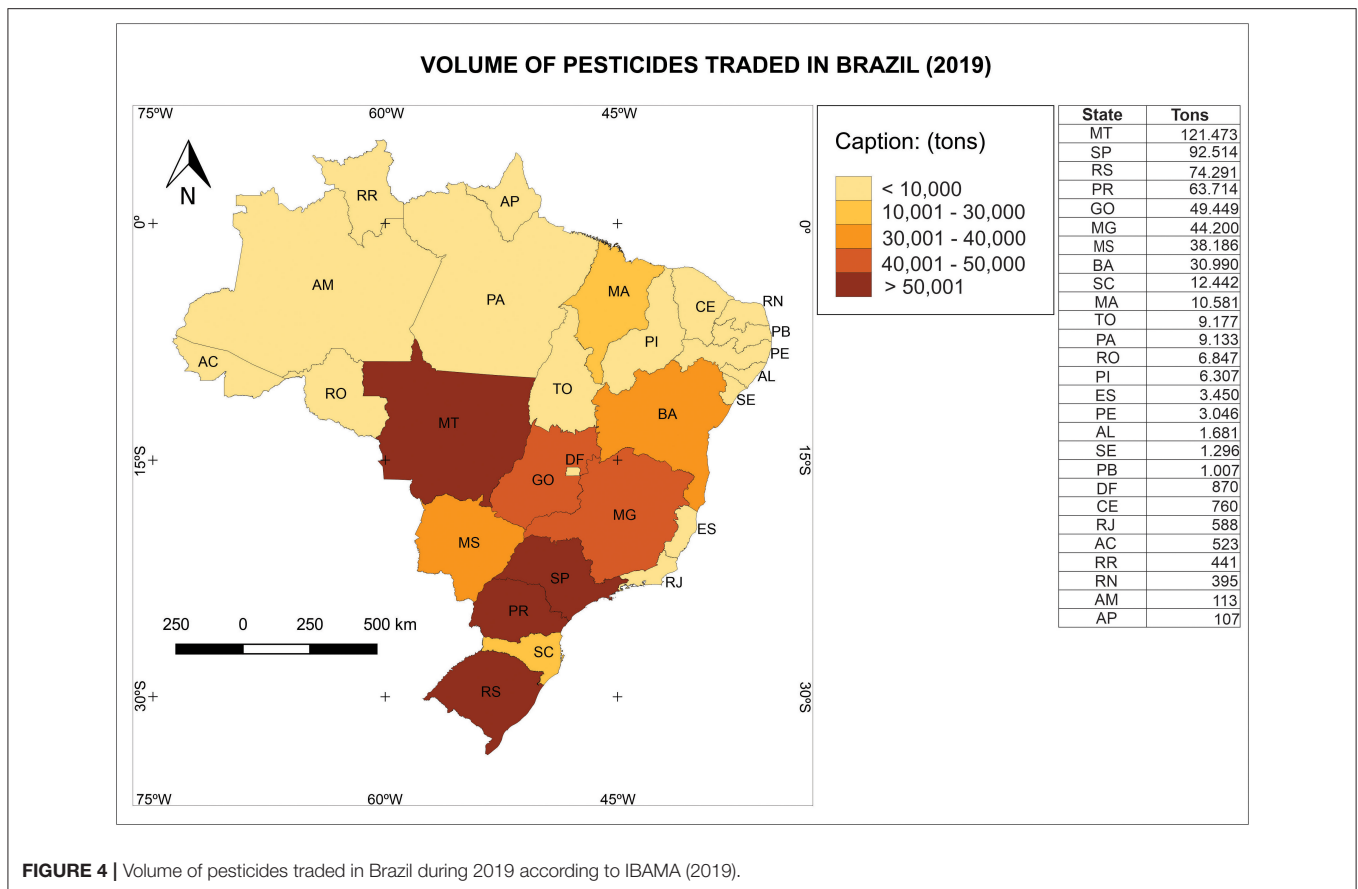 VOLUME OF PESTICIDES TRADED IN BRAZIL (2019)
75ºW 60ºW 45ºW
N
0º 0º
15ºS 15ºS
30ºS 30ºS
RR
AP
AM
PA
MA
CE
RN
PB
PE
AL
SE
PI
AC
RO
TO
BA
MT
DF
GO
MG
ES
MS
SP
RJ
PR
SC
RS
250 0 250 500 km
75ºW 60ºW 45ºW
Caption: (tons)
< 10,000
10,001 - 30,000
30,001 - 40,000
40,001 - 50,000
> 50,001
State Tons
MT 121.473
SP 92.514
RS 74.291
PR 63.714
GO 49.449
MG 44.200
MS 38.186
BA 30.990
SC 12.442
MA 10.581
TO 9.177
PA 9.133
RO 6.847
PI 6.307
ES 3.450
PE 3.046
AL 1.681
SE 1.296
PB 1.007
DF 870
CE 760
RJ 588
AC 523
RR 441
RN 395
AM 113
AP 107
FIGURE 4 | Volume of pesticides traded in Brazil during 2019 according to IBAMA (2019).